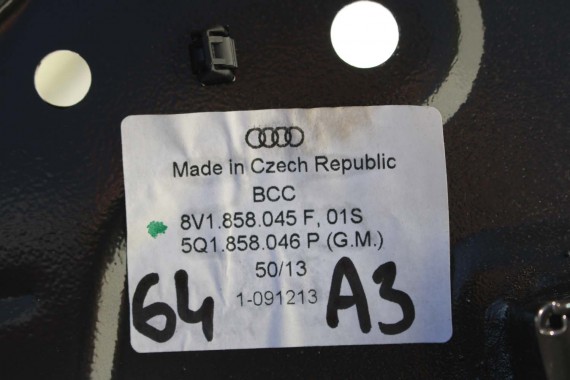 Made in Czech Republic
BCC
8V1.858.045 F, 01S
5Q1.858.046 P (G.M.)
50/13
1-091213
64 A3